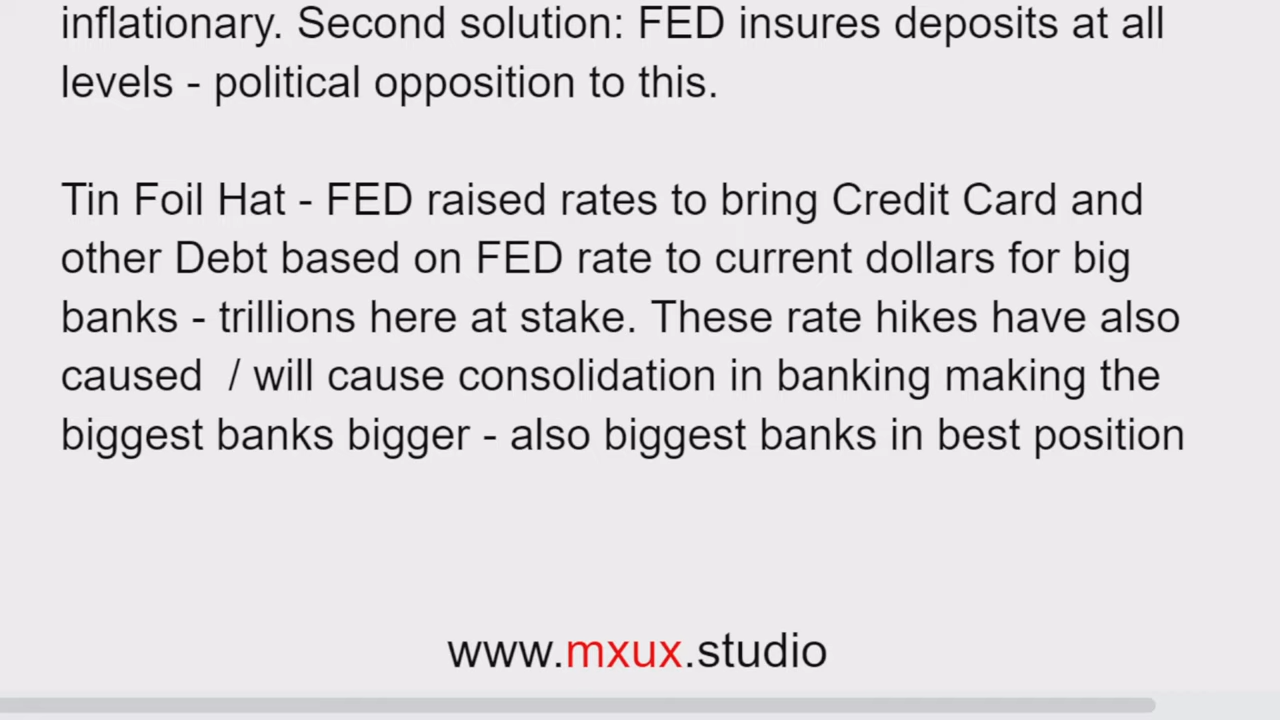 inflationary. Second solution: FED insures deposits at all
levels - political opposition to this.
Tin Foil Hat - FED raised rates to bring Credit Card and
other Debt based on FED rate to current dollars for big
banks - trillions here at stake. These rate hikes have also
caused  / will cause consolidation in banking making the
biggest banks bigger - also biggest banks in best position
www.mxux.studio